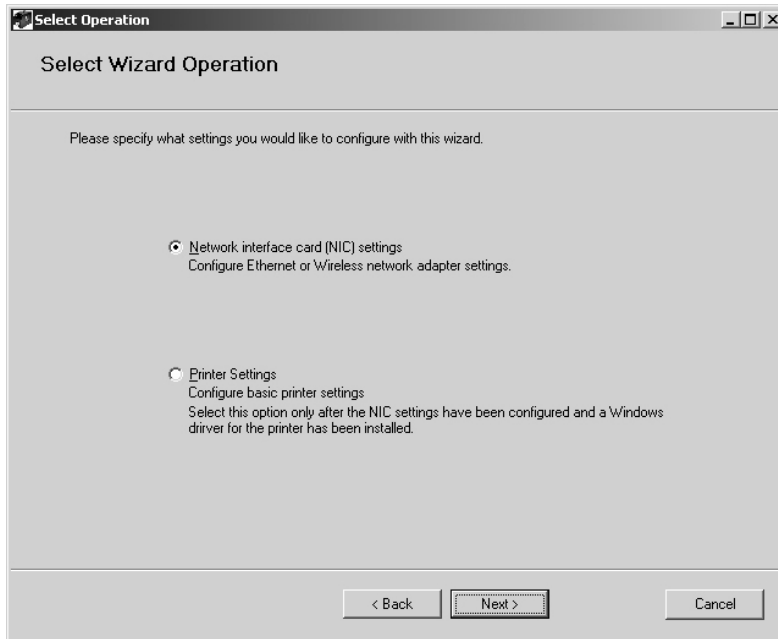 Select Operation
Select Wizard Operation
Please specify what settings you would like to configure with this wizard.
Network interface card (NIC) settings
Configure Ethernet or Wireless network adapter settings.
Printer Settings
Configure basic printer settings
Select this option only after the NIC settings have been configured and a Windows
drirver for the printer has been installed.
< Back
Next >
Cancel